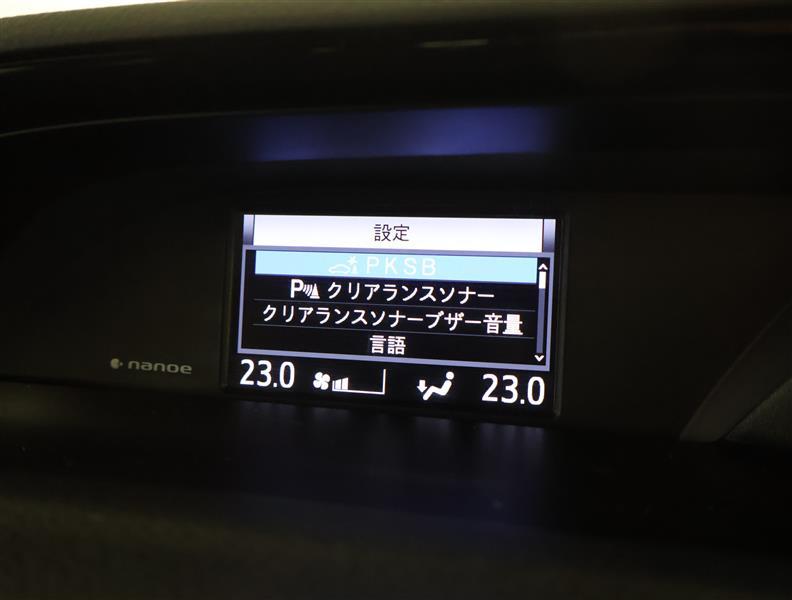 設定
PKSB
P クリアランスソナー
クリアランスソナーブザー音量
言語
23.0 23.0
nanoe